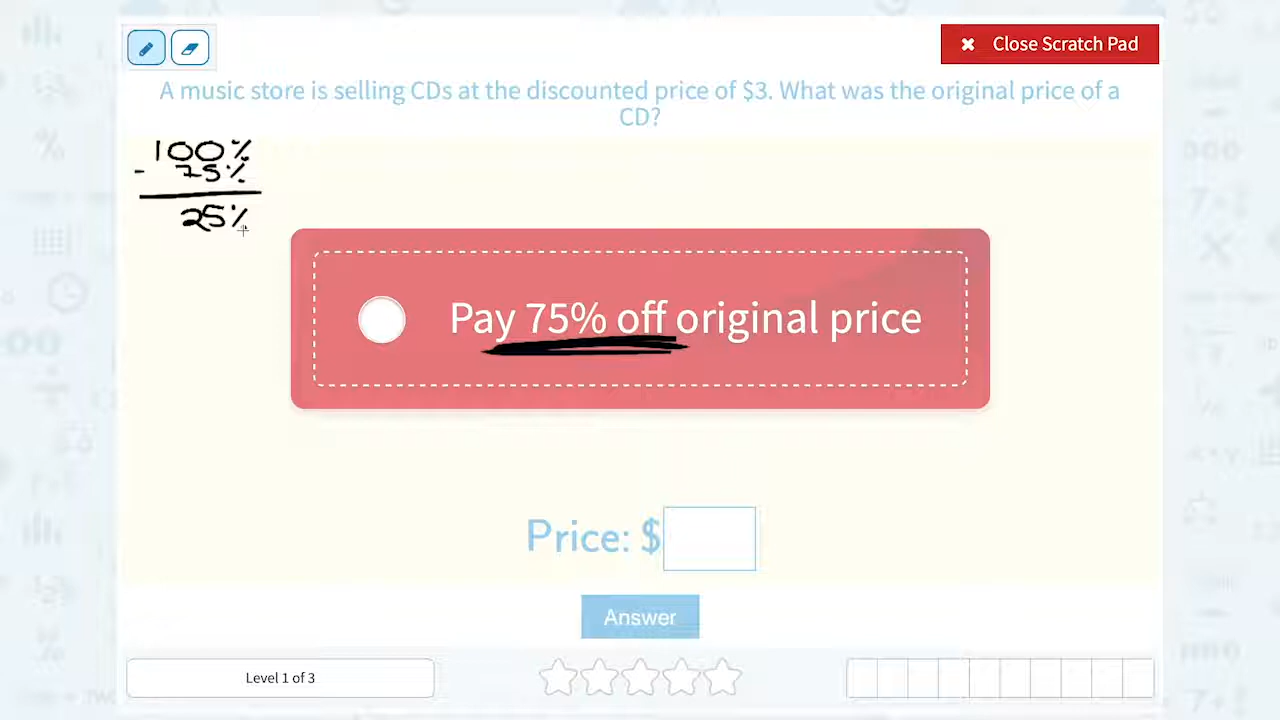 Close Scratch Pad
A music store is selling CDs at the discounted price of $3. What was the original price of a
CD?
100%
- 75%
25%
Pay 75% off original price
Price: $
Answer
Level 1 of 3